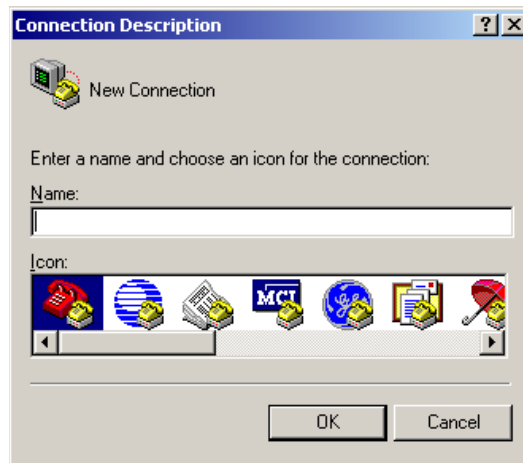 Connection Description
New Connection
Enter a name and choose an icon for the connection:
Name:
Icon:
MCI
OK Cancel